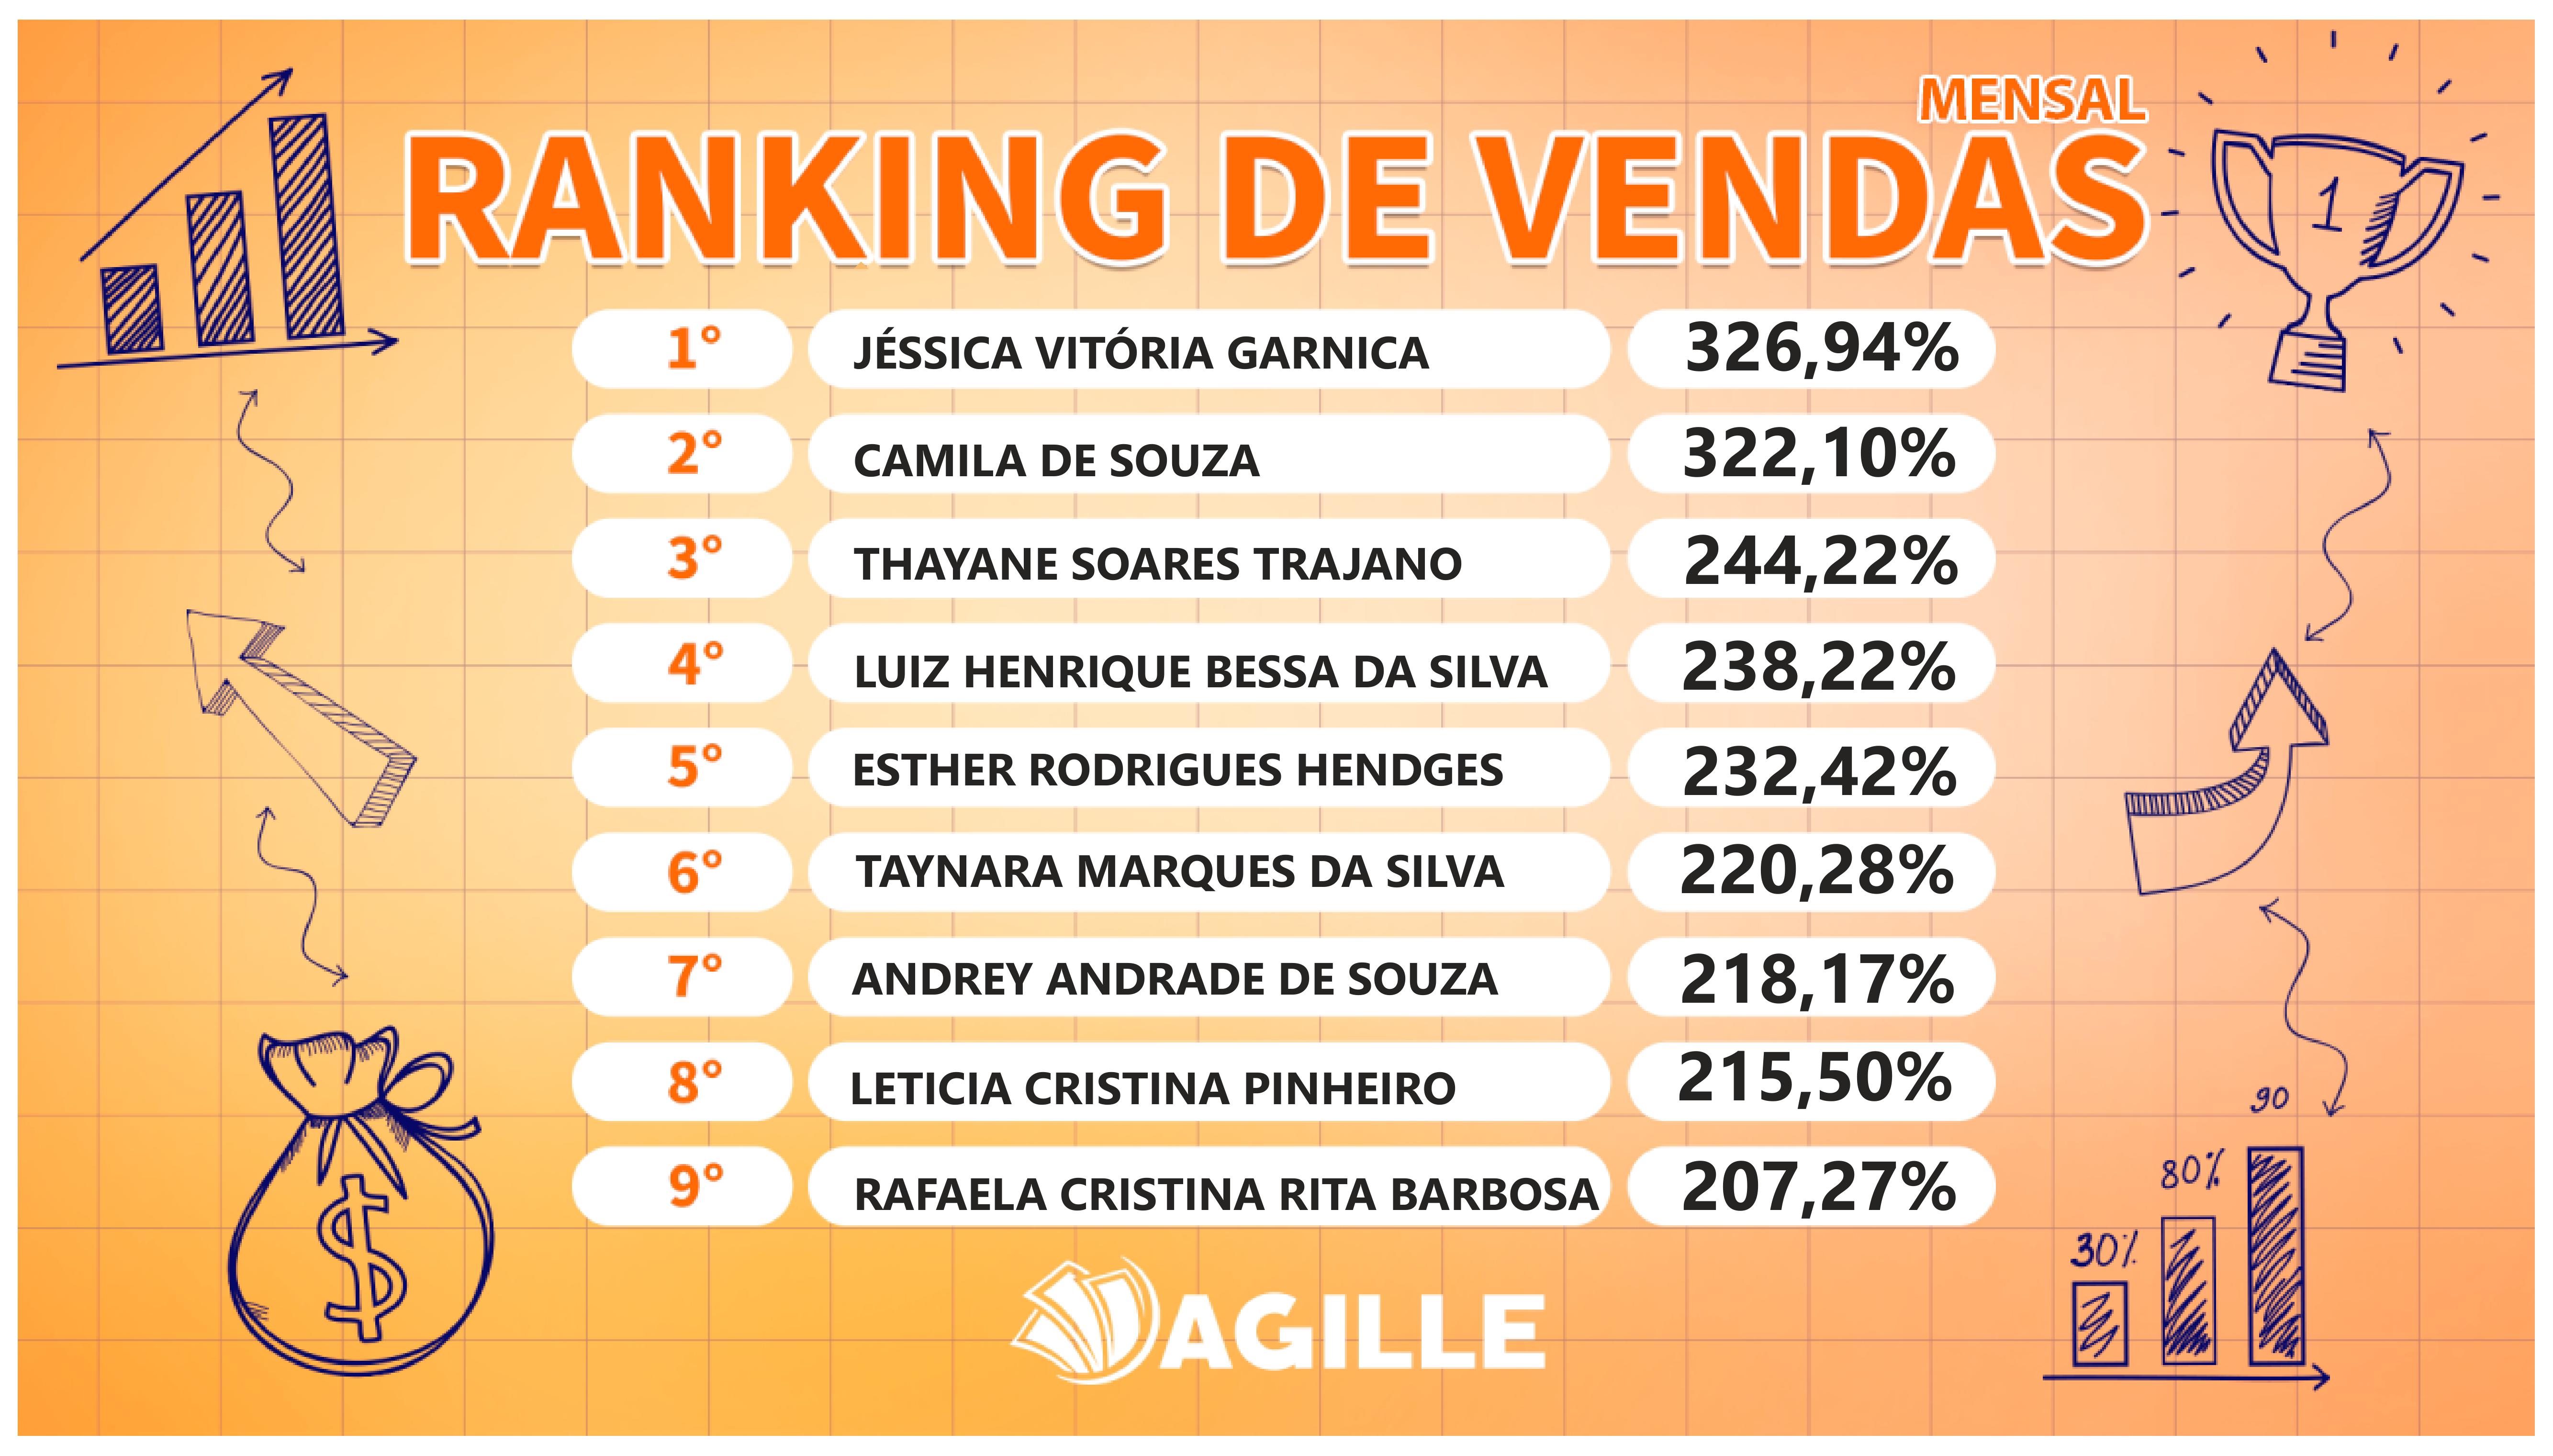 MENSAL
RANKING DE VENDAS
1
1° JÉSSICA VITÓRIA GARNICA 326,94%
2° CAMILA DE SOUZA 322,10%
3° THAYANE SOARES TRAJANO 244,22%
4° LUIZ HENRIQUE BESSA DA SILVA 238,22%
5° ESTHER RODRIGUES HENDGES 232,42%
6° TAYNARA MARQUES DA SILVA 220,28%
7° ANDREY ANDRADE DE SOUZA 218,17%
8° LETICIA CRISTINA PINHEIRO 215,50%
9° RAFAELA CRISTINA RITA BARBOSA 207,27%
$
90
80%
30%
AGILLE